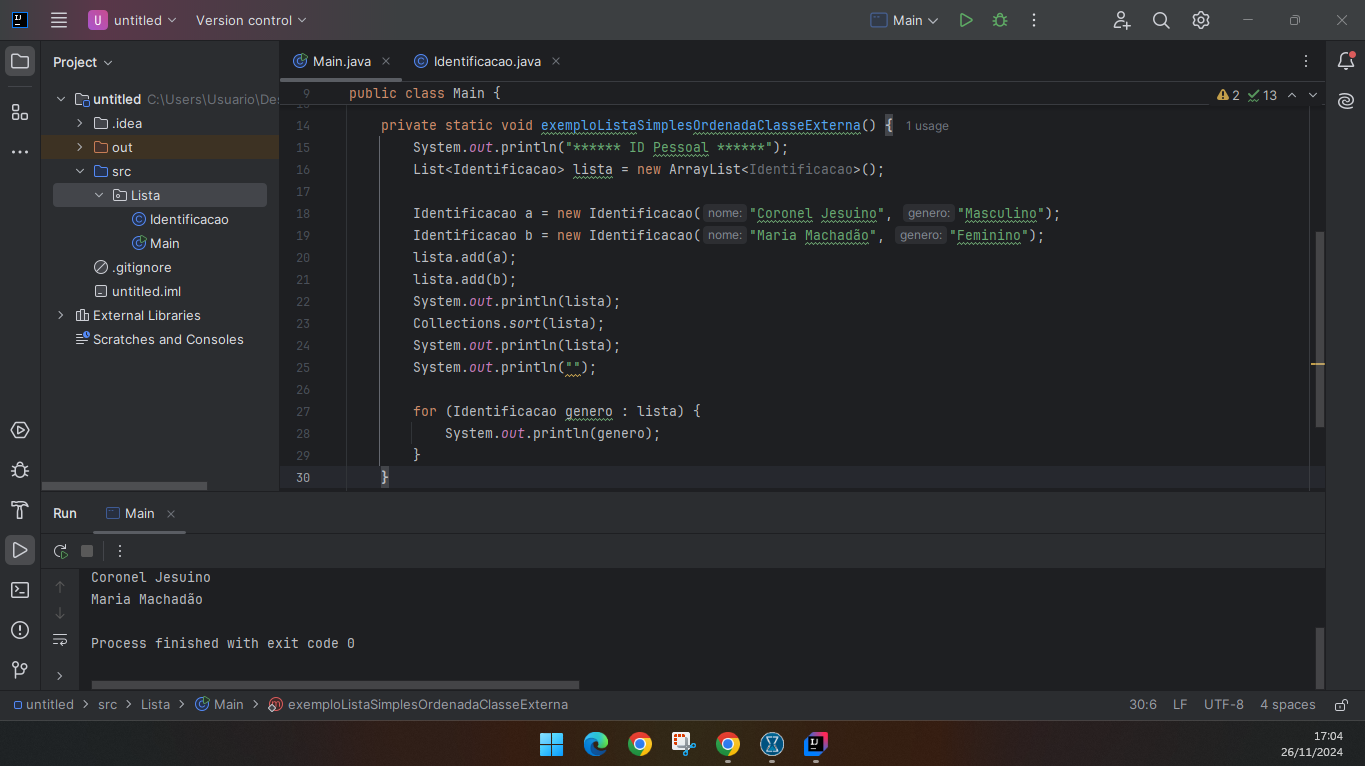 U untitled Version control Main
Project
Main.java Identificacao.java
untitled C:\Users\Usuario\De
.idea
out
src
Lista
Identificacao
Main
.gitignore
untitled.iml
External Libraries
Scratches and Consoles
9 public class Main { 2 13
14 private static void exemploListaSimplesOrdenadaClasseExterna() { 1 usage
15 System.out.println("****** ID Pessoal ******");
16 List<Identificacao> lista = new ArrayList<Identificacao>();
17
18 Identificacao a = new Identificacao( nome: "Coronel Jesuino", genero: "Masculino");
19 Identificacao b = new Identificacao( nome: "Maria Machadão", genero: "Feminino");
20 lista.add(a);
21 lista.add(b);
22 System.out.println(lista);
23 Collections.sort(lista);
24 System.out.println(lista);
25 System.out.println("");
26
27 for (Identificacao genero : lista) {
28 System.out.println(genero);
29 }
30 }
Run Main
Coronel Jesuino
Maria Machadão
Process finished with exit code 0
untitled > src > Lista > Main > exemploListaSimplesOrdenadaClasseExterna 30:6 LF UTF-8 4 spaces
17:04
26/11/2024